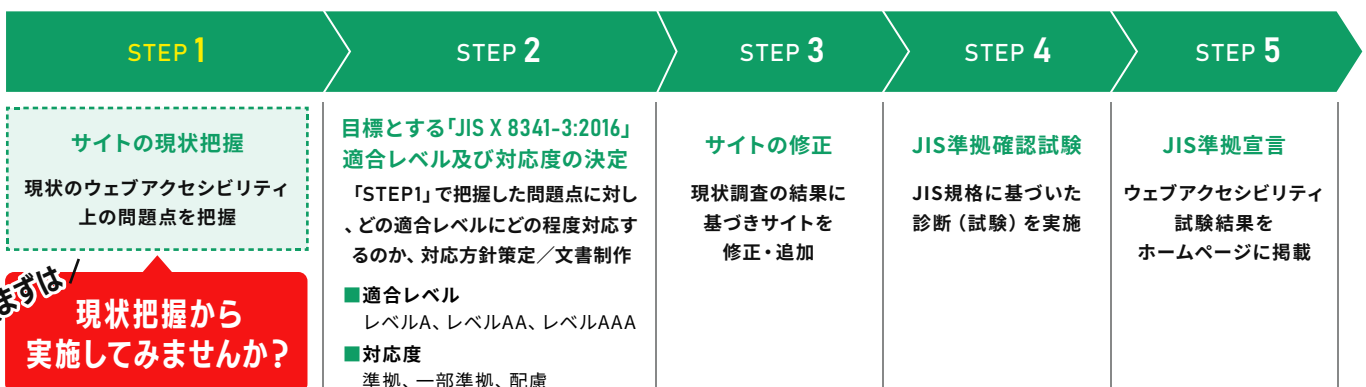 STEP 1
サイトの現状把握
現状のウェブアクセシビリティ
上の問題点を把握
まずは
現状把握から
実施してみませんか?
STEP 2
目標とする「JIS X 8341-3:2016」
適合レベル及び対応度の決定
「STEP1」で把握した問題点に対し
、どの適合レベルにどの程度対応す
るのか、対応方針策定／文書制作
■適合レベル
レベルA、レベルAA、レベルAAA
■対応度
準拠、一部準拠、配慮
STEP 3
サイトの修正
現状調査の結果に
基づきサイトを
修正・追加
STEP 4
JIS準拠確認試験
JIS規格に基づいた
診断（試験）を実施
STEP 5
JIS準拠宣言
ウェブアクセシビリティ
試験結果を
ホームページに掲載